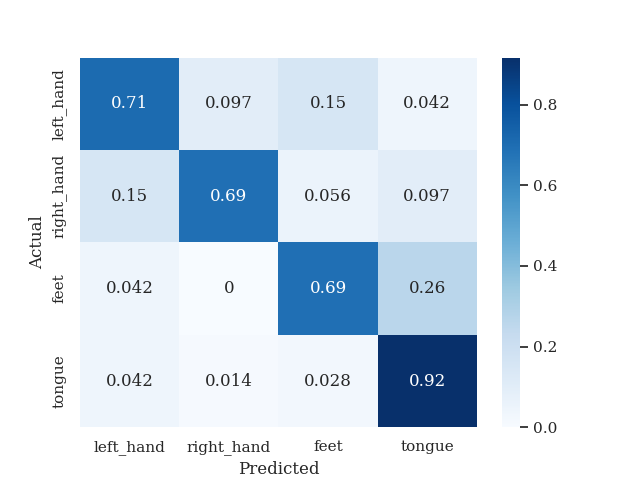 left_hand 0.71 0.097 0.15 0.042
right_hand 0.15 0.69 0.056 0.097
feet 0.042 0 0.69 0.26
tongue 0.042 0.014 0.028 0.92
Actual
left_hand right_hand feet tongue
Predicted
0.8
0.6
0.4
0.2
0.0